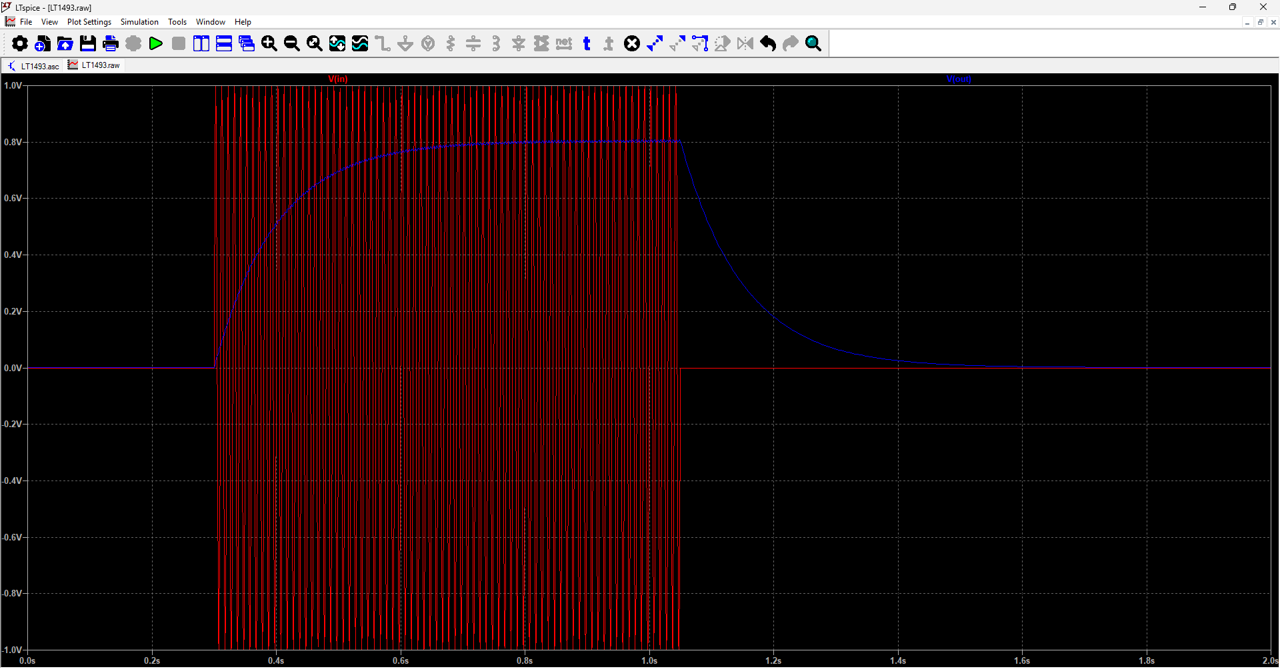 LTspice - [LT1493.raw]
File View Plot Settings Simulation Tools Window Help
net t
LT1493.asc LT1493.raw
V(in) V(out)
1.0V
0.8V
0.6V
0.4V
0.2V
0.0V
-0.2V
-0.4V
-0.6V
-0.8V
-1.0V
0.0s 0.2s 0.4s 0.6s 0.8s 1.0s 1.2s 1.4s 1.6s 1.8s 2.0s